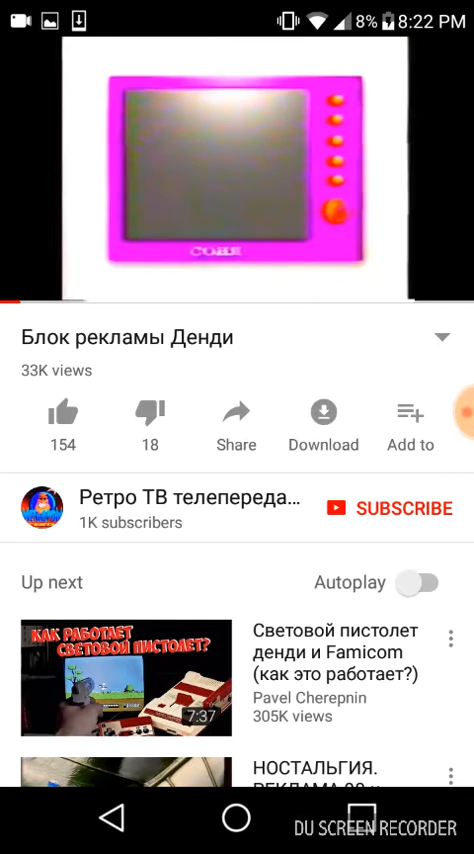 8% 8:22 PM
СОНЯ
Блок рекламы Денди
33K views
154
18
Share
Download
Add to
Ретро ТВ телепереда...
1K subscribers
SUBSCRIBE
Up next
Autoplay
КАК РАБОТАЕТ
СВЕТОВОЙ ПИСТОЛЕТ?
7:37
Световой пистолет
денди и Famicom
(как это работает?)
Pavel Cherepnin
305K views
НОСТАЛЬГИЯ.
DU SCREEN RECORDER